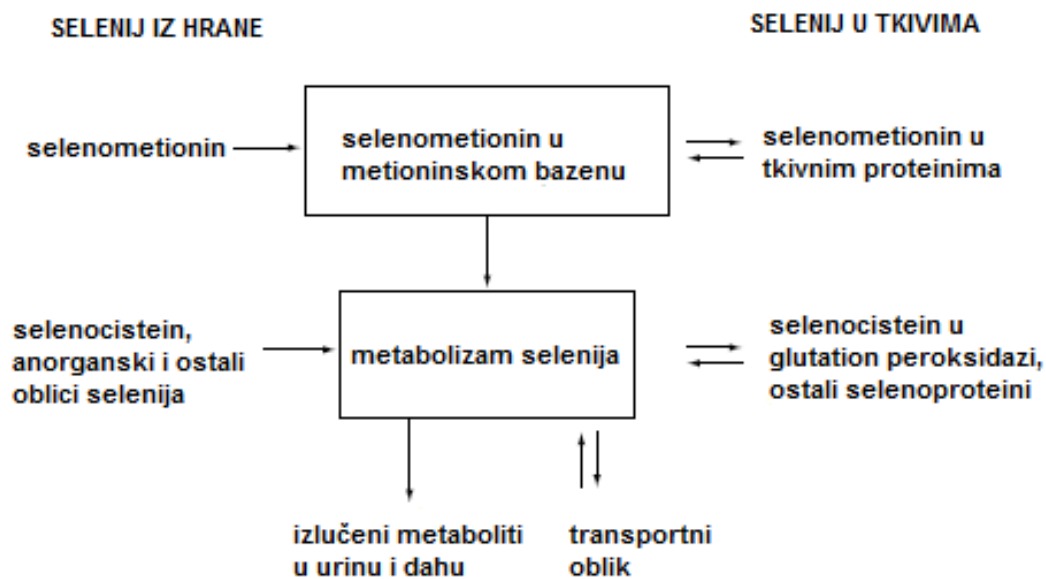 SELENIJ IZ HRANE
SELENIJ U TKIVIMA
selenometionin
selenometionin u
metioninskom bazenu
selenometionin u
tkivnim proteinima
selenocistein,
anorganski i ostali
oblici selenija
metabolizam selenija
selenocistein u
glutation peroksidazi,
ostali selenoproteini
izlučeni metaboliti
u urinu i dahu
transportni
oblik